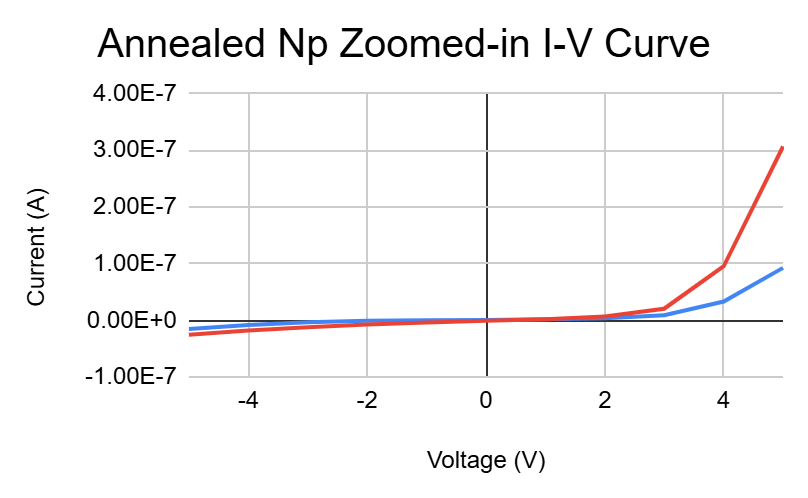 Annealed Np Zoomed-in I-V Curve
4.00E-7
3.00E-7
2.00E-7
1.00E-7
0.00E+0
-1.00E-7
Current (A)
-4 -2 0 2 4
Voltage (V)